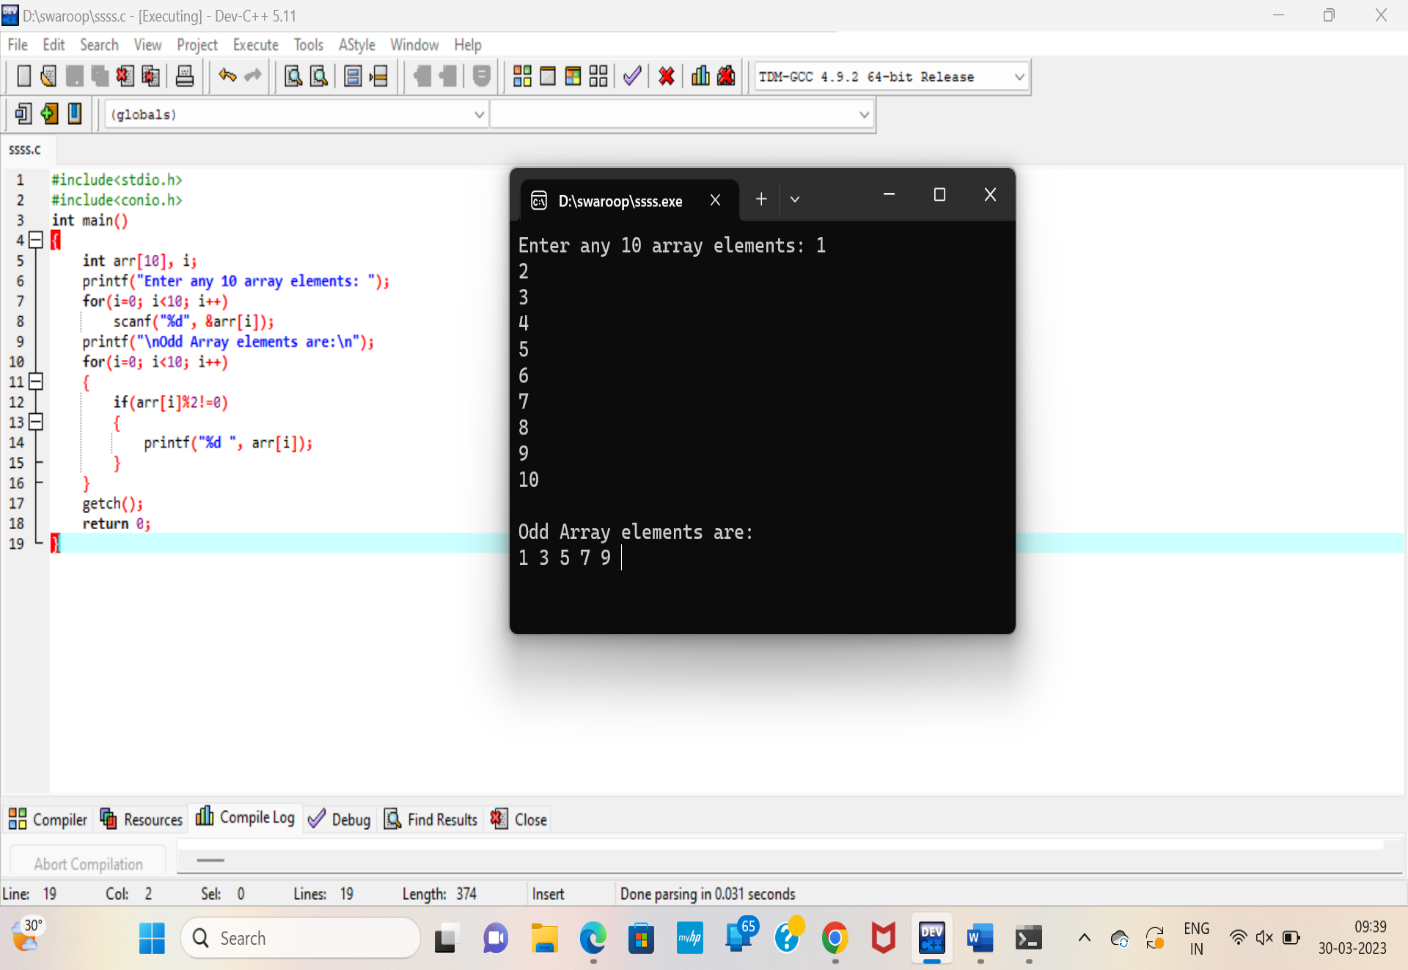 D:\swaroop\ssss.c - [Executing] - Dev-C++ 5.11
File Edit Search View Project Execute Tools AStyle Window Help
TDM-GCC 4.9.2 64-bit Release
(globals)
ssss.c
1 #include<stdio.h>
2 #include<conio.h>
3 int main()
4 {
5 int arr[10], i;
6 printf("Enter any 10 array elements: ");
7 for(i=0; i<10; i++)
8 scanf("%d", &arr[i]);
9 printf("\nOdd Array elements are:\n");
10 for(i=0; i<10; i++)
11 {
12 if(arr[i]%2!=0)
13 {
14 printf("%d ", arr[i]);
15 }
16 }
17 getch();
18 return 0;
19 }
D:\swaroop\ssss.exe
Enter any 10 array elements: 1
2
3
4
5
6
7
8
9
10
Odd Array elements are:
1 3 5 7 9
Compiler Resources Compile Log Debug Find Results Close
Abort Compilation
Line: 19 Col: 2 Sel: 0 Lines: 19 Length: 374 Insert Done parsing in 0.031 seconds
30°
Search
myhp
65
DEV C++
W
ENG
IN
09:39
30-03-2023